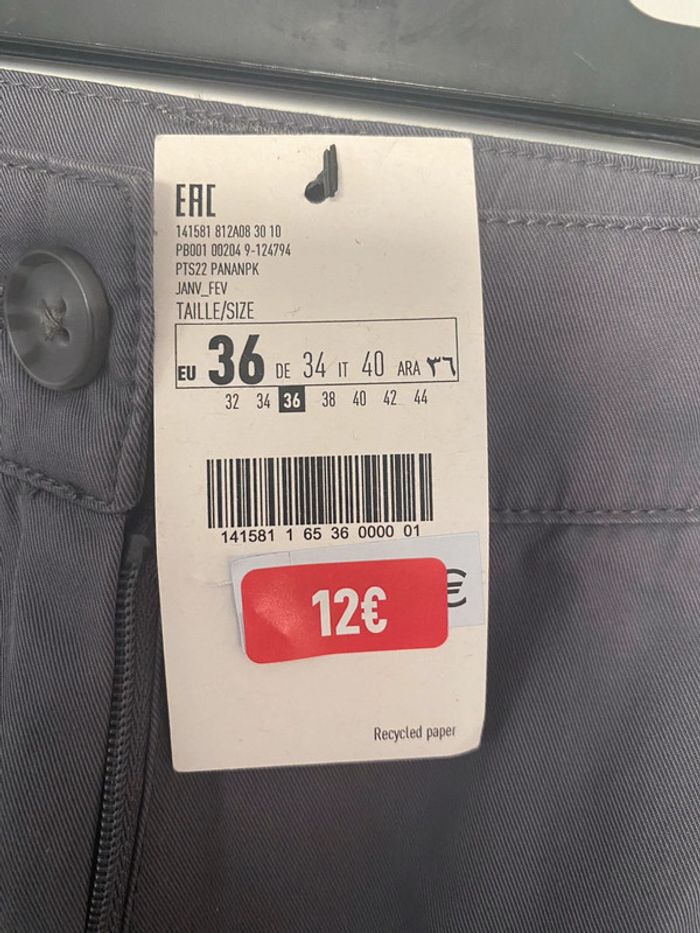 EAC
141581 812A08 30 10
PB001 00204 9-124794
PTS22 PANANPK
JANV_FEV
TAILLE/SIZE
EU 36 DE 34 IT 40 ARA ٣٦
32 34 36 38 40 42 44
141581 1 65 36 0000 01
€
12€
Recycled paper